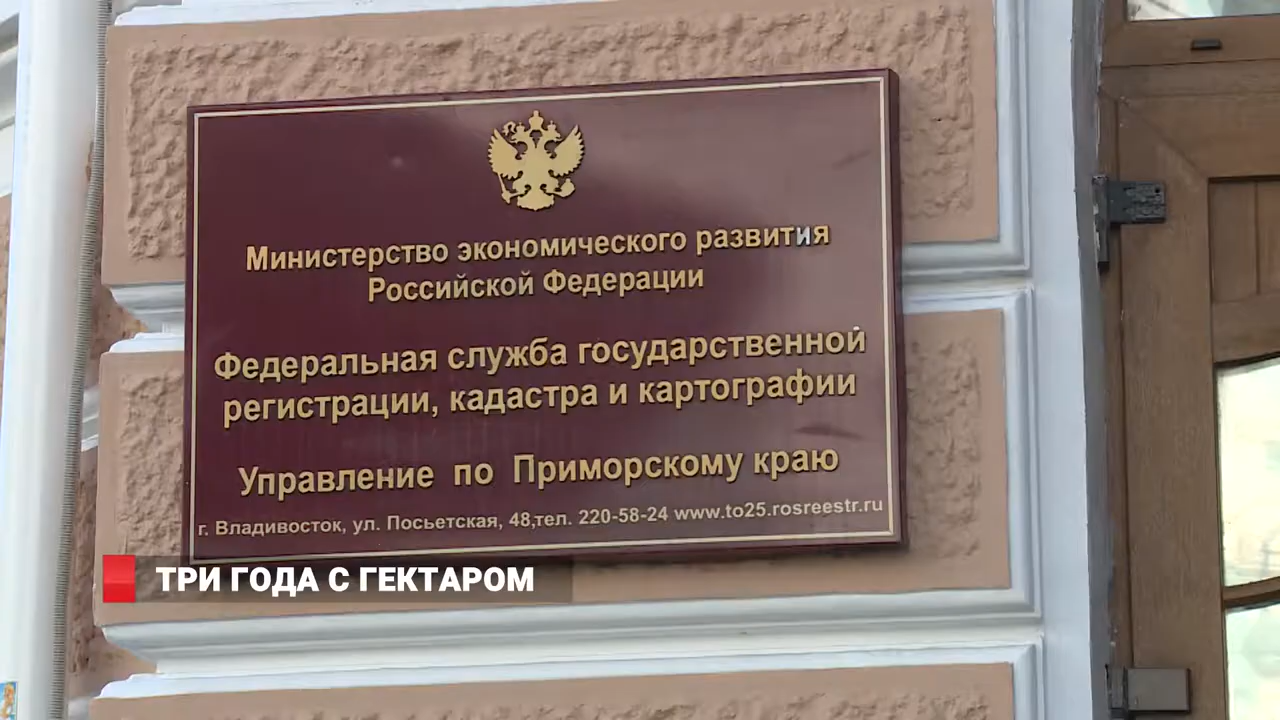 Министерство экономического развития
Российской Федерации
Федеральная служба государственной
регистрации, кадастра и картографии
Управление по Приморскому краю
г. Владивосток, ул. Посьетская, 48,тел. 220-58-24 www.to25.rosreestr.ru
ТРИ ГОДА С ГЕКТАРОМ